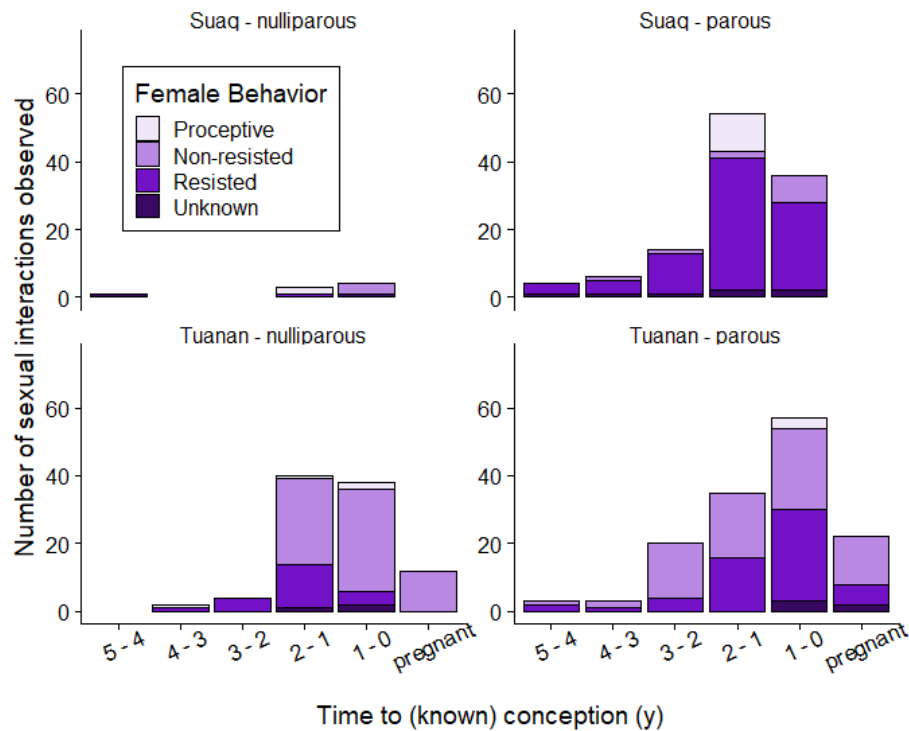 Suaq - nulliparous
Suaq - parous
Number of sexual interactions observed
60
40
20
0
Female Behavior
Proceptive
Non-resisted
Resisted
Unknown
60
40
20
0
Tuanan - nulliparous
Tuanan - parous
60
40
20
0
60
40
20
0
5 - 4
4 - 3
3 - 2
2 - 1
1 - 0
pregnant
5 - 4
4 - 3
3 - 2
2 - 1
1 - 0
pregnant
Time to (known) conception (y)